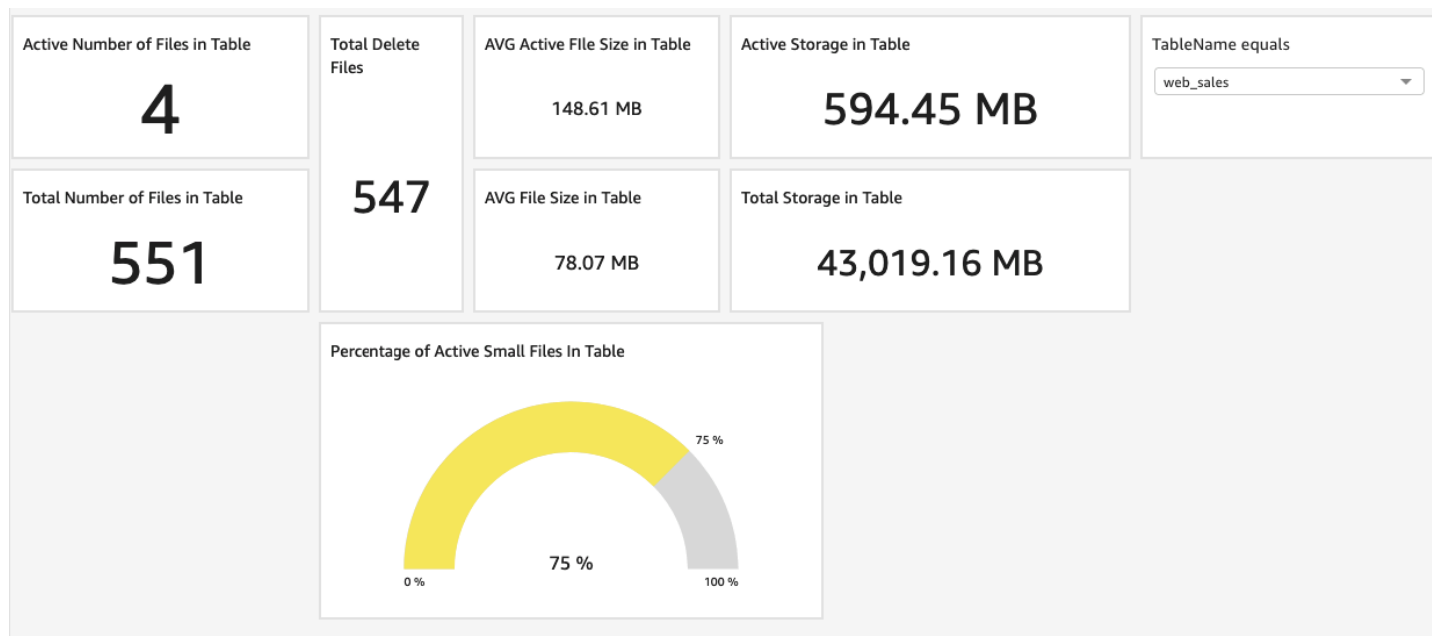 Active Number of Files in Table
4
Total Delete
Files
547
AVG Active FIle Size in Table
148.61 MB
Active Storage in Table
594.45 MB
TableName equals
web_sales
Total Number of Files in Table
551
AVG File Size in Table
78.07 MB
Total Storage in Table
43,019.16 MB
Percentage of Active Small Files In Table
75 %
75 %
0 %
100 %